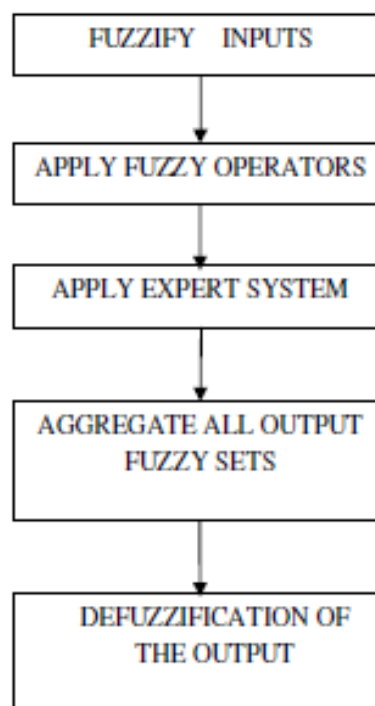 FUZZIFY INPUTS
APPLY FUZZY OPERATORS
APPLY EXPERT SYSTEM
AGGREGATE ALL OUTPUT
FUZZY SETS
DEFUZZIFICATION OF
THE OUTPUT